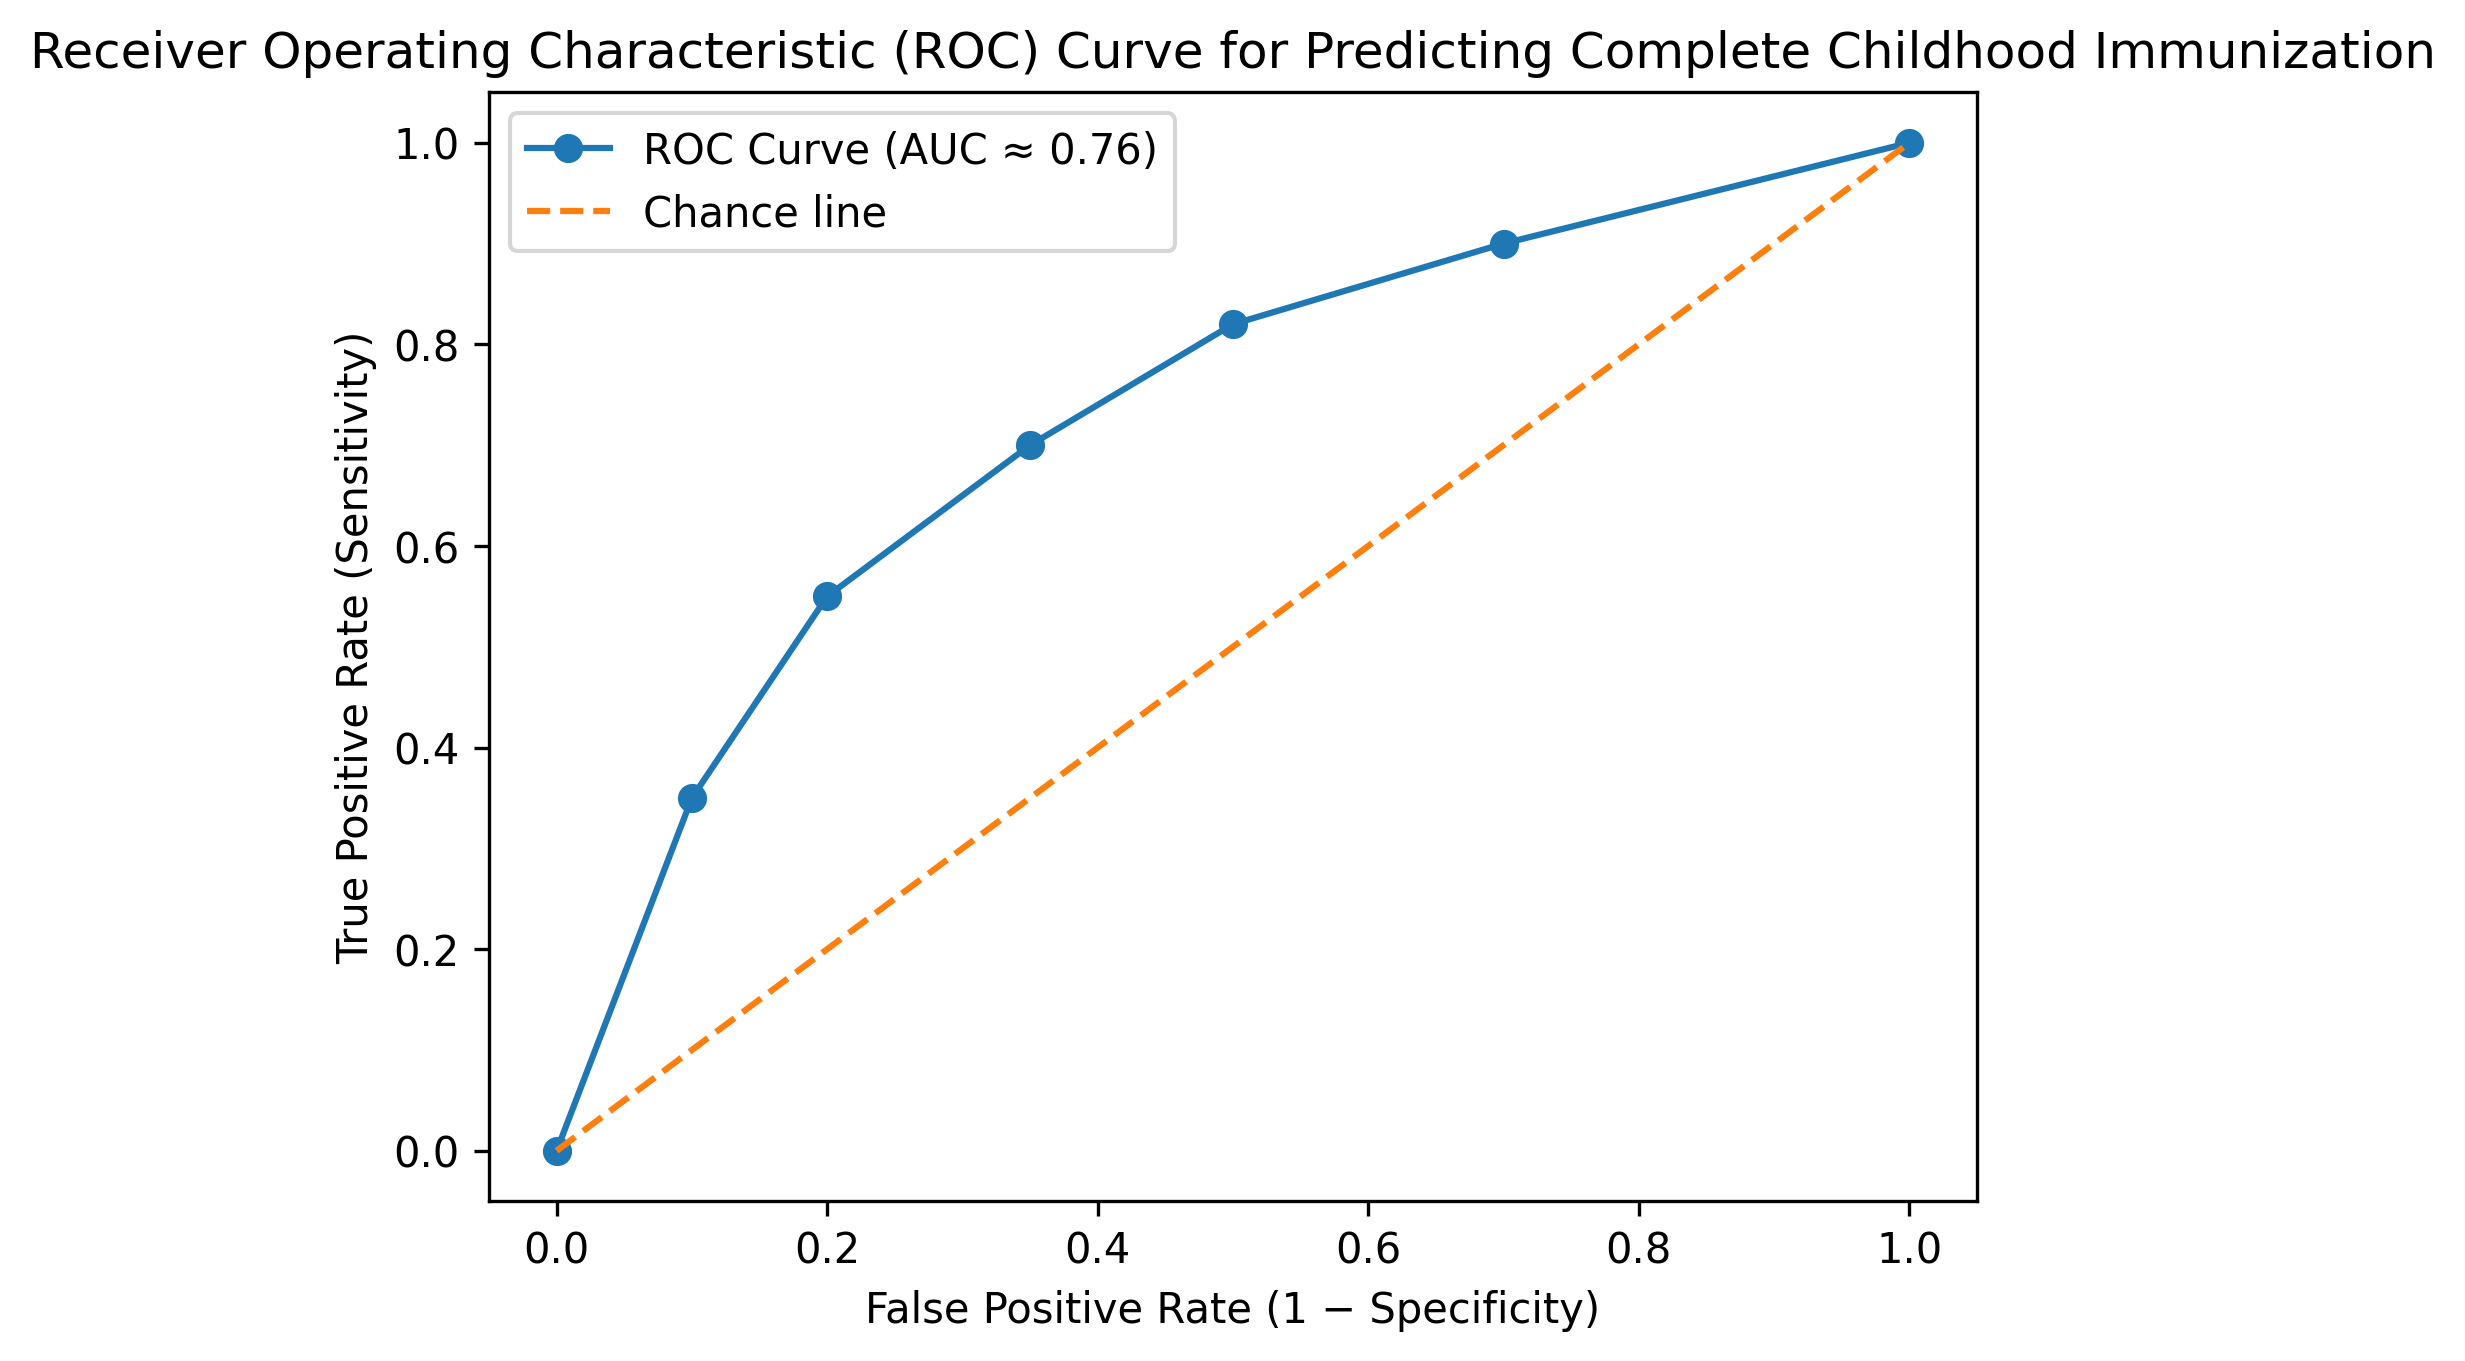 Receiver Operating Characteristic (ROC) Curve for Predicting Complete Childhood Immunization
ROC Curve (AUC ≈ 0.76)
Chance line
True Positive Rate (Sensitivity)
1.0
0.8
0.6
0.4
0.2
0.0
0.0 0.2 0.4 0.6 0.8 1.0
False Positive Rate (1 − Specificity)